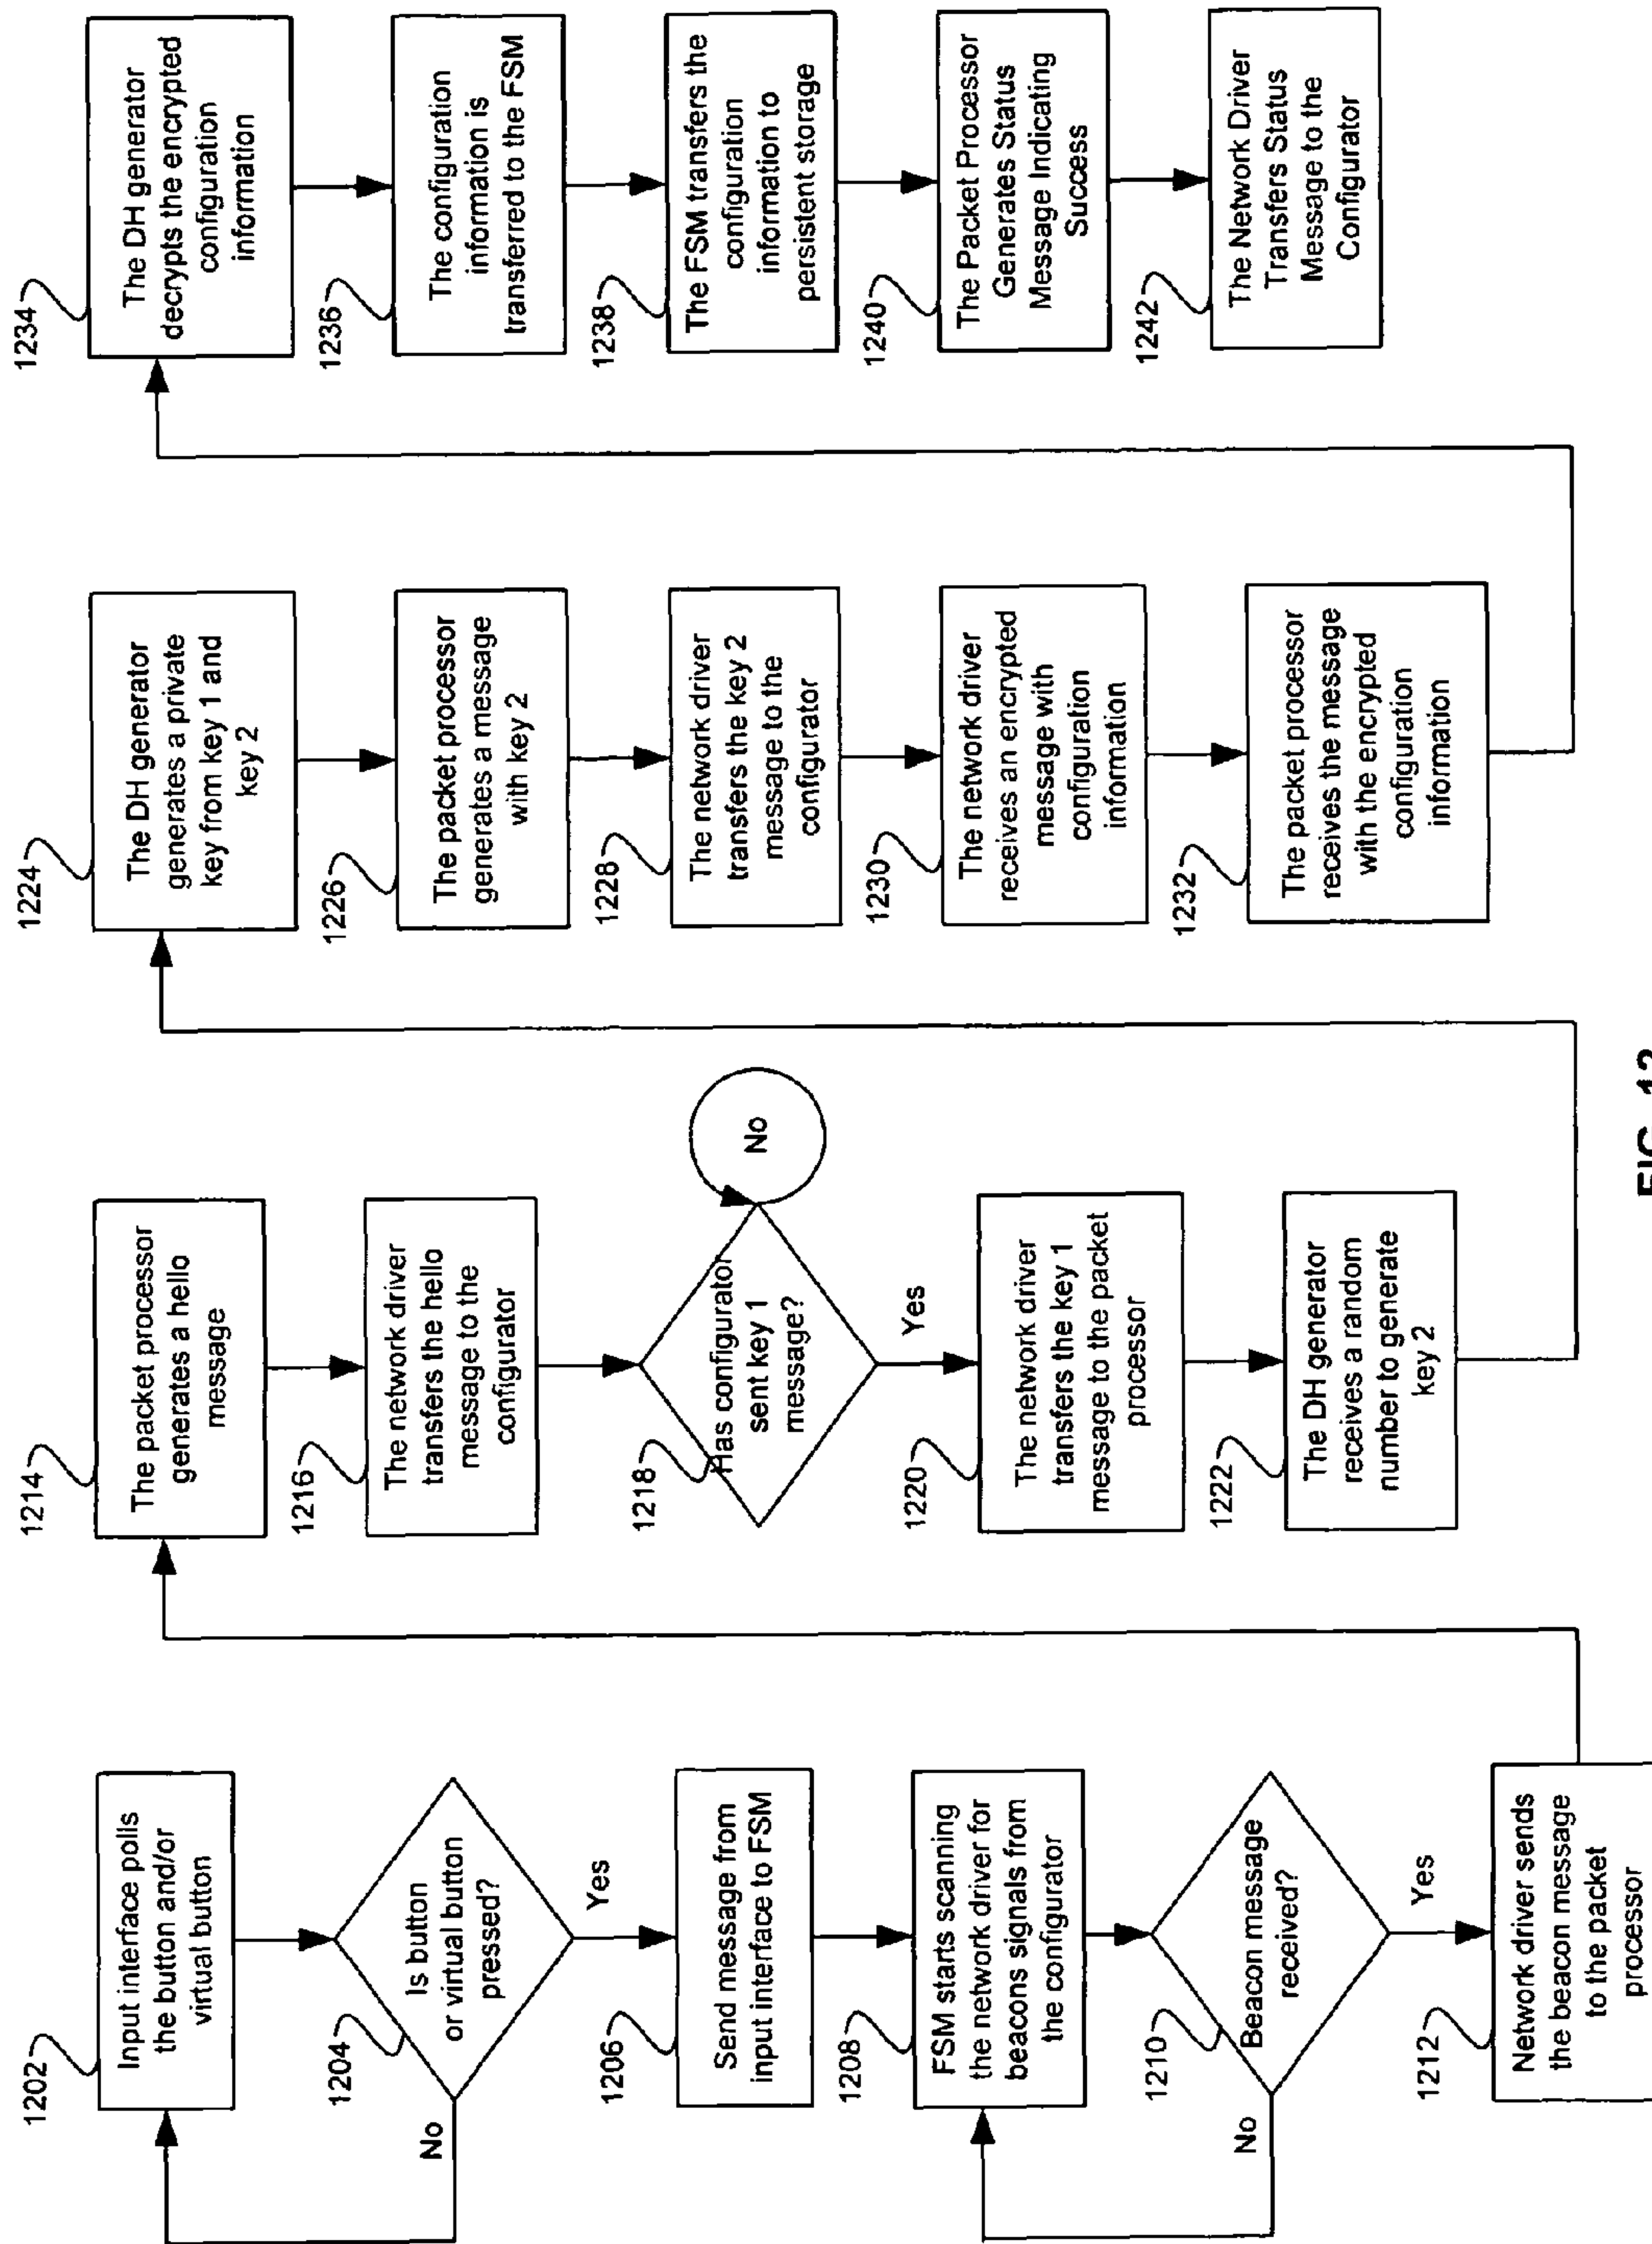 1202
Input interface polls
the button and/or
virtual button
1204
Is button
or virtual button
pressed?
No
Yes
1206
Send message from
input interface to FSM
1208
FSM starts scanning
the network driver for
beacons signals from
the configurator
1210
Beacon message
received?
No
Yes
1212
Network driver sends
the beacon message
to the packet
processor
1214
The packet processor
generates a hello
message
1216
The network driver
transfers the hello
message to the
configurator
1218
Has configurator
sent key 1
message?
No
Yes
1220
The network driver
transfers the key 1
message to the packet
processor
1222
The DH generator
receives a random
number to generate
key 2
1224
The DH generator
generates a private
key from key 1 and
key 2
1226
The packet processor
generates a message
with key 2
1228
The network driver
transfers the key 2
message to the
configurator
1230
The network driver
receives an encrypted
message with
configuration
information
1232
The packet processor
receives the message
with the encrypted
configuration
information
1234
The DH generator
decrypts the encrypted
configuration
information
1236
The configuration
information is
transferred to the FSM
1238
The FSM transfers the
configuration
information to
persistent storage
1240
The Packet Processor
Generates Status
Message Indicating
Success
1242
The Network Driver
Transfers Status
Message to the
Configurator
FIG.